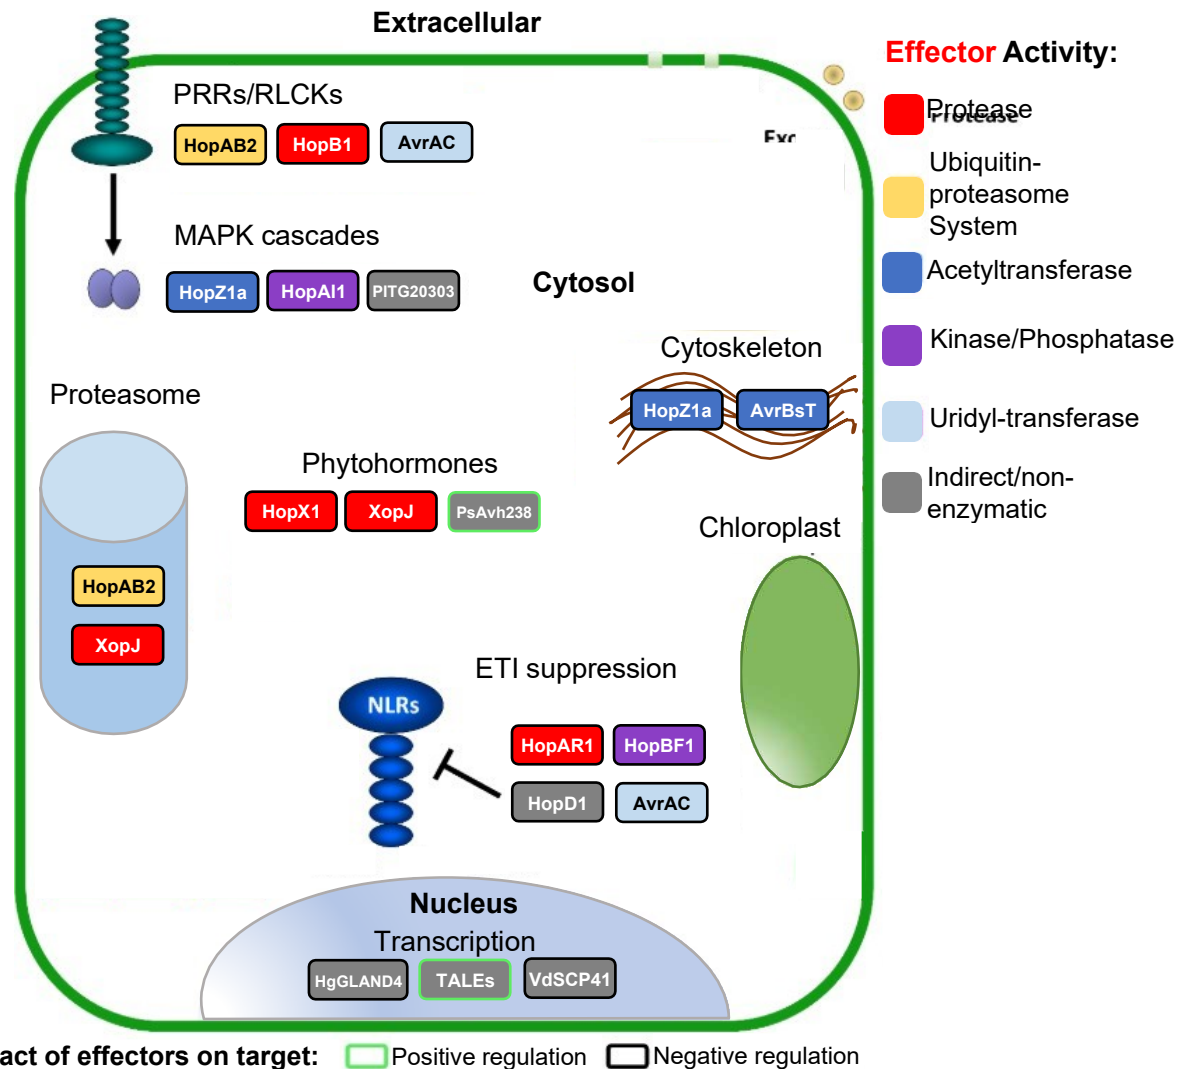 Extracellular
Effector Activity:
PRRs/RLCKs
HopAB2 HopB1 AvrAC
Protease
Ubiquitin-
proteasome
System
MAPK cascades
HopZ1a HopAI1 PITG20303
Cytosol
Acetyltransferase
Kinase/Phosphatase
Uridyl-transferase
Indirect/non-
enzymatic
Cytoskeleton
HopZ1a AvrBsT
Proteasome
HopAB2
XopJ
Phytohormones
HopX1 XopJ PsAvh238
Chloroplast
ETI suppression
NLRs
HopAR1 HopBF1
HopD1 AvrAC
Nucleus
Transcription
HgGLAND4 TALEs VdSCP41
act of effectors on target: Positive regulation Negative regulation